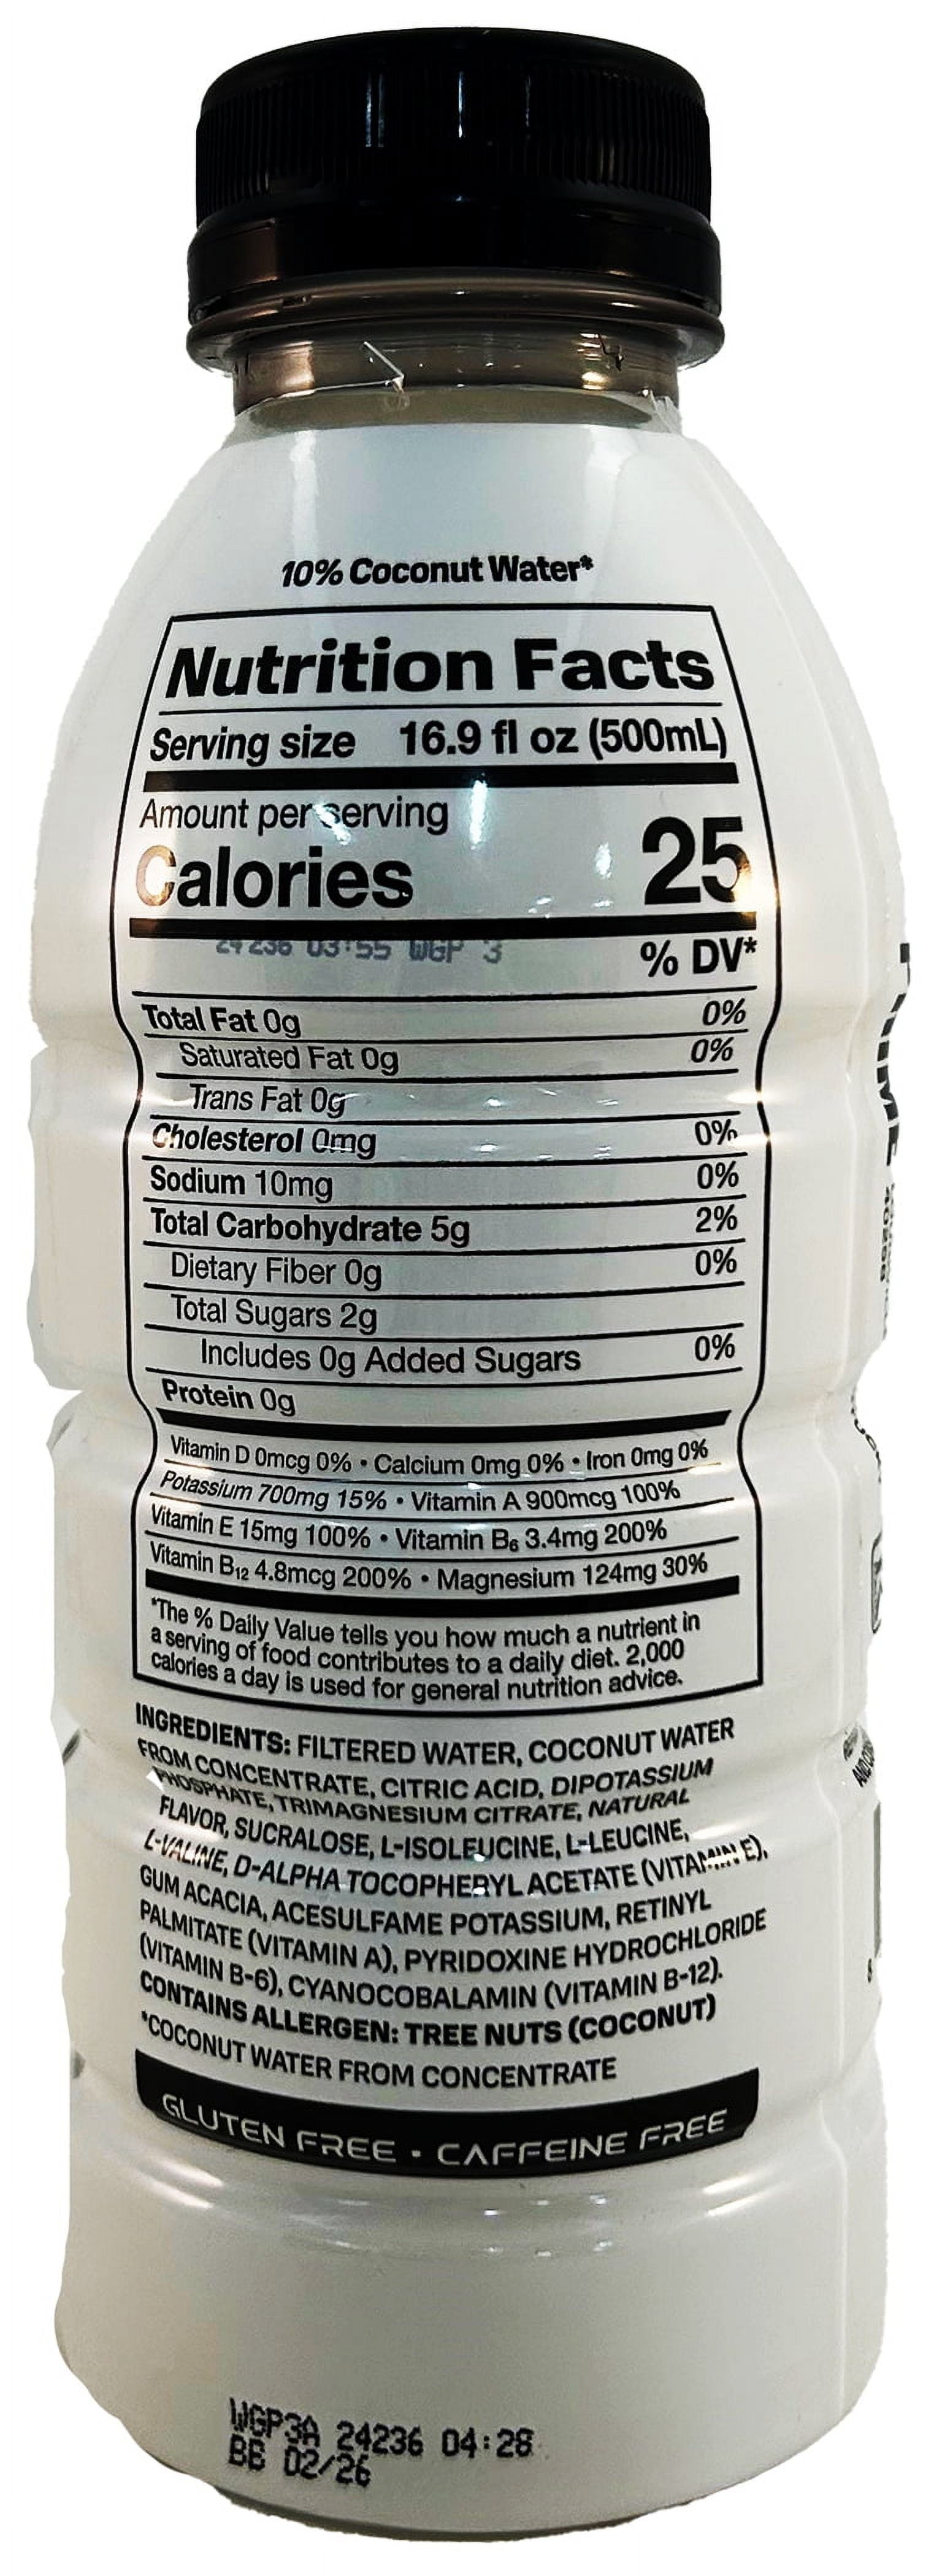 10% Coconut Water*
Nutrition Facts
Serving size 16.9 fl oz (500mL)
Amount per serving
Calories 25
24236 03:55 WGP 3
% DV*
Total Fat 0g 0%
Saturated Fat 0g 0%
Trans Fat 0g
Cholesterol 0mg 0%
Sodium 10mg 0%
Total Carbohydrate 5g 2%
Dietary Fiber 0g 0%
Total Sugars 2g
Includes 0g Added Sugars 0%
Protein 0g
Vitamin D 0mcg 0% • Calcium 0mg 0% • Iron 0mg 0%
Potassium 700mg 15% • Vitamin A 900mcg 100%
Vitamin E 15mg 100% • Vitamin B₆ 3.4mg 200%
Vitamin B₁₂ 4.8mcg 200% • Magnesium 124mg 30%
*The % Daily Value tells you how much a nutrient in
a serving of food contributes to a daily diet. 2,000
calories a day is used for general nutrition advice.
INGREDIENTS: FILTERED WATER, COCONUT WATER
FROM CONCENTRATE, CITRIC ACID, DIPOTASSIUM
PHOSPHATE, TRIMAGNESIUM CITRATE, NATURAL
FLAVOR, SUCRALOSE, L-ISOLEUCINE, L-LEUCINE,
L-VALINE, D-ALPHA TOCOPHERYL ACETATE (VITAMIN E),
GUM ACACIA, ACESULFAME POTASSIUM, RETINYL
PALMITATE (VITAMIN A), PYRIDOXINE HYDROCHLORIDE
(VITAMIN B-6), CYANOCOBALAMIN (VITAMIN B-12).
CONTAINS ALLERGEN: TREE NUTS (COCONUT)
*COCONUT WATER FROM CONCENTRATE
GLUTEN FREE • CAFFEINE FREE
WGP3A 24236 04:28
BB 02/26
PRIME